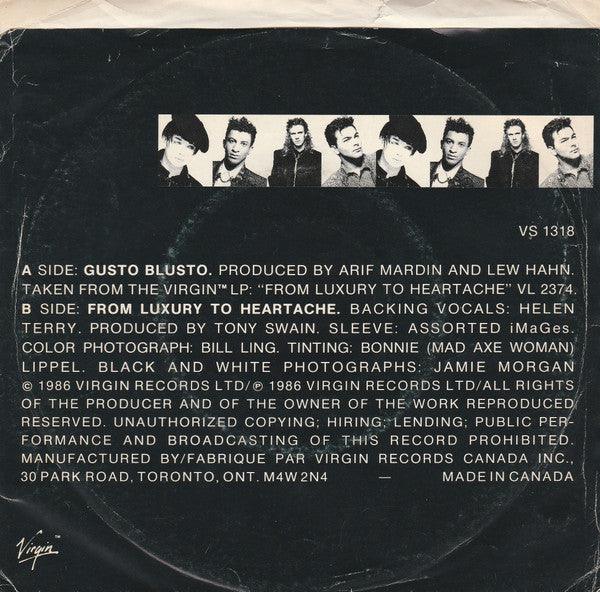 VS 1318
A SIDE: GUSTO BLUSTO. PRODUCED BY ARIF MARDIN AND LEW HAHN.
TAKEN FROM THE VIRGIN™ LP: “FROM LUXURY TO HEARTACHE” VL 2374.
B SIDE: FROM LUXURY TO HEARTACHE. BACKING VOCALS: HELEN
TERRY. PRODUCED BY TONY SWAIN. SLEEVE: ASSORTED iMaGes.
COLOR PHOTOGRAPH: BILL LING. TINTING: BONNIE (MAD AXE WOMAN)
LIPPEL. BLACK AND WHITE PHOTOGRAPHS: JAMIE MORGAN
© 1986 VIRGIN RECORDS LTD/℗ 1986 VIRGIN RECORDS LTD/ALL RIGHTS
OF THE PRODUCER AND OF THE OWNER OF THE WORK REPRODUCED
RESERVED. UNAUTHORIZED COPYING; HIRING; LENDING; PUBLIC PER-
FORMANCE AND BROADCASTING OF THIS RECORD PROHIBITED.
MANUFACTURED BY/FABRIQUE PAR VIRGIN RECORDS CANADA INC.,
30 PARK ROAD, TORONTO, ONT. M4W 2N4 — MADE IN CANADA
Virgin™